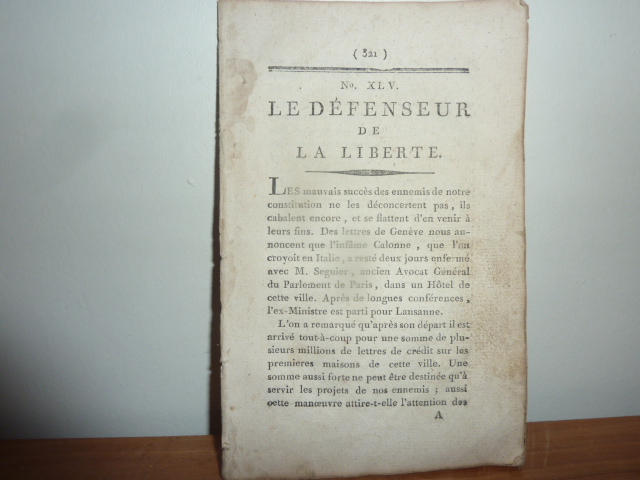 ( 321 )
No. XLV.
LE DÉFENSEUR
DE
LA LIBERTE.
LES mauvais succès des ennemis de notre
constitution ne les déconcertent pas , ils
cabalent encore , et se flattent d'en venir à
leurs fins. Des lettres de Genéve nous an-
noncent que l'infâme Calonne , que l'on
croyoit en Italie, a resté deux jours enfermé
avec M. Seguier, ancien Avocat Général
du Parlement de Paris , dans un Hôtel de
cette ville. Après de longues conférences ,
l'ex-Ministre est parti pour Lausanne.
L'on a remarqué qu'après son départ il est
arrivé tout-à-coup pour une somme de plu-
sieurs millions de lettres de crédit sur les
premieres maisons de cette ville. Une
somme aussi forte ne peut être destinée qu'à
servir les projets de nos ennemis ; aussi
cette manœuvre attire-t-elle l'attention des
A